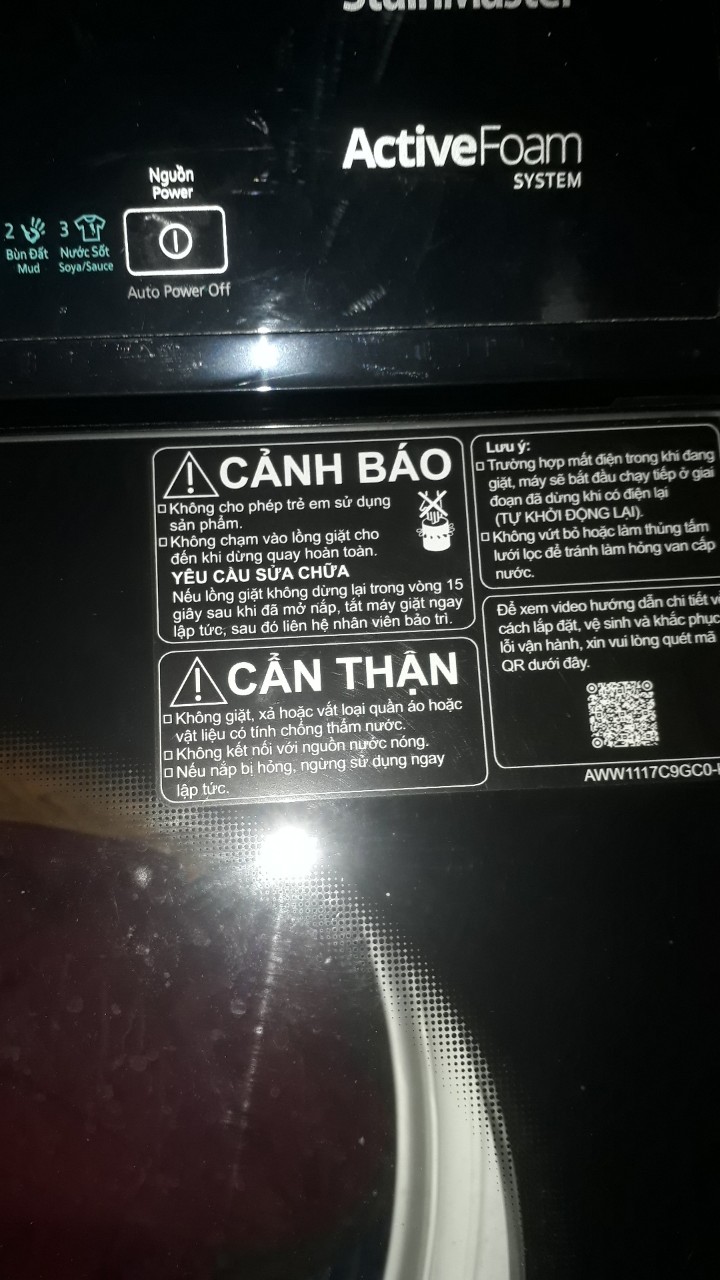 StainMaster
ActiveFoam
SYSTEM
Nguồn
Power
2
Bùn Đất
Mud
3
Nước Sốt
Soya/Sauce
Auto Power Off
CẢNH BÁO
Không cho phép trẻ em sử dụng
sản phẩm.
Không chạm vào lồng giặt cho
đến khi dừng quay hoàn toàn.
YÊU CẦU SỬA CHỮA
Nếu lồng giặt không dừng lại trong vòng 15
giây sau khi đã mở nắp, tắt máy giặt ngay
lập tức, sau đó liên hệ nhân viên bảo trì.
CẨN THẬN
Không giặt, xả hoặc vắt loại quần áo hoặc
vật liệu có tính chống thấm nước.
Không kết nối với nguồn nước nóng.
Nếu nắp bị hỏng, ngừng sử dụng ngay
lập tức.
Lưu ý:
Trường hợp mất điện trong khi đang
giặt, máy sẽ bắt đầu chạy tiếp ở giai
đoạn đã dừng khi có điện lại
(TỰ KHỞI ĐỘNG LẠI).
Không vứt bỏ hoặc làm thủng tấm
lưới lọc để tránh làm hỏng van cấp
nước.
Để xem video hướng dẫn chi tiết về
cách lắp đặt, vệ sinh và khắc phục
lỗi vận hành, xin vui lòng quét mã
QR dưới đây.
AWW1117C9GC0-